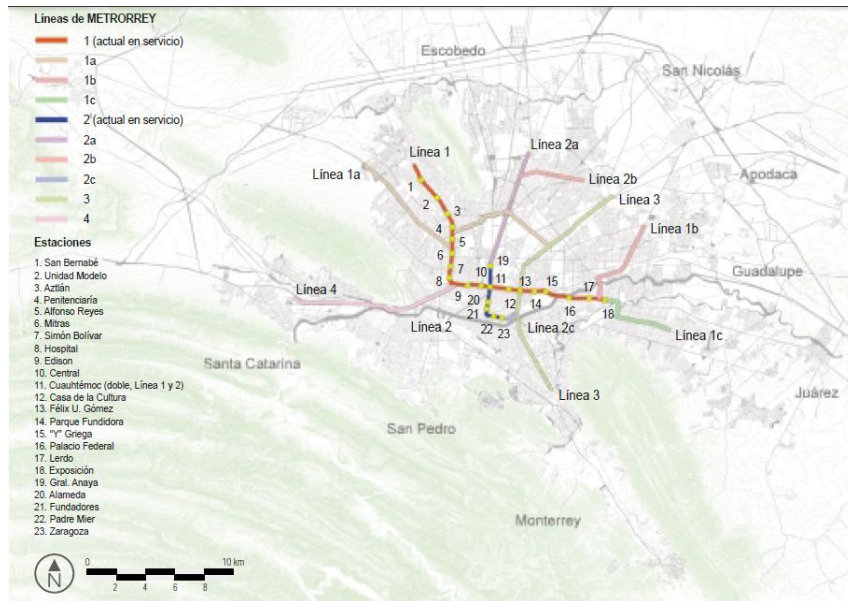 Líneas de METRORREY
1 (actual en servicio)
1a
1b
1c
2 (actual en servicio)
2a
2b
2c
3
4
Estaciones
1. San Bernabé
2. Unidad Modelo
3. Aztlán
4. Penitenciaría
5. Alfonso Reyes
6. Mitras
7. Simón Bolívar
8. Hospital
9. Edison
10. Central
11. Cuauhtémoc (doble, Línea 1 y 2)
12. Casa de la Cultura
13. Félix U. Gómez
14. Parque Fundidora
15. "Y" Griega
16. Palacio Federal
17. Lerdo
18. Exposición
19. Gral. Anaya
20. Alameda
21. Fundadores
22. Padre Mier
23. Zaragoza
N
0
10 km
2
4
6
8
Escobedo
San Nicolás
Línea 1
Línea 2a
Línea 1a
Apodaca
1
Línea 2b
2
Línea 3
3
4
5
Línea 1b
6
19
7
10
11
13
15
17
Guadalupe
8
Línea 4
9
20
12
14
16
18
21
Línea 2
22
23
Línea 2c
Línea 1c
Santa Catarina
Línea 3
Juárez
San Pedro
Monterrey